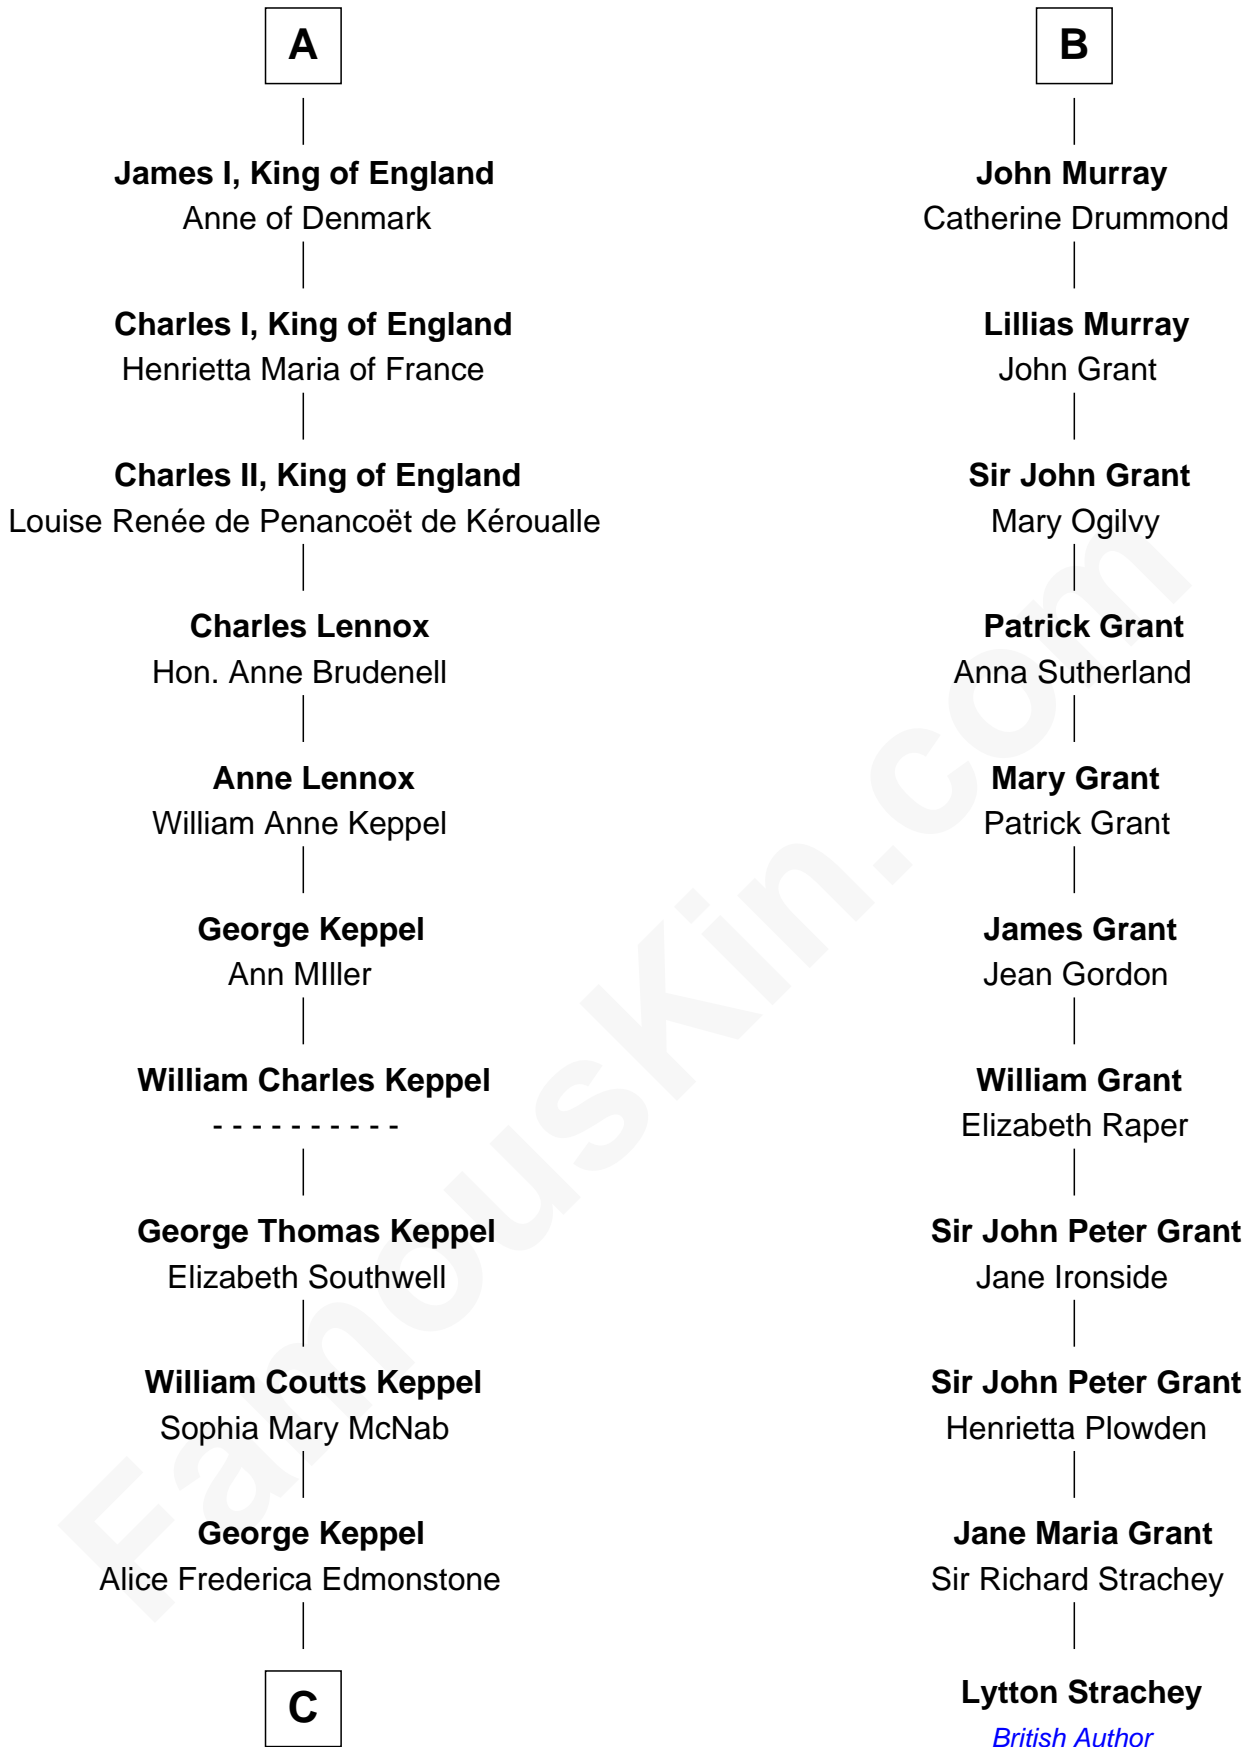 A
James I, King of England
Anne of Denmark
Charles I, King of England
Henrietta Maria of France
Charles II, King of England
Louise Renée de Penancoët de Kéroualle
Charles Lennox
Hon. Anne Brudenell
Anne Lennox
William Anne Keppel
George Keppel
Ann MIller
William Charles Keppel
- - - - - - - - - -
George Thomas Keppel
Elizabeth Southwell
William Coutts Keppel
Sophia Mary McNab
George Keppel
Alice Frederica Edmonstone
C
B
John Murray
Catherine Drummond
Lillias Murray
John Grant
Sir John Grant
Mary Ogilvy
Patrick Grant
Anna Sutherland
Mary Grant
Patrick Grant
James Grant
Jean Gordon
William Grant
Elizabeth Raper
Sir John Peter Grant
Jane Ironside
Sir John Peter Grant
Henrietta Plowden
Jane Maria Grant
Sir Richard Strachey
Lytton Strachey
British Author
FamousKin.com